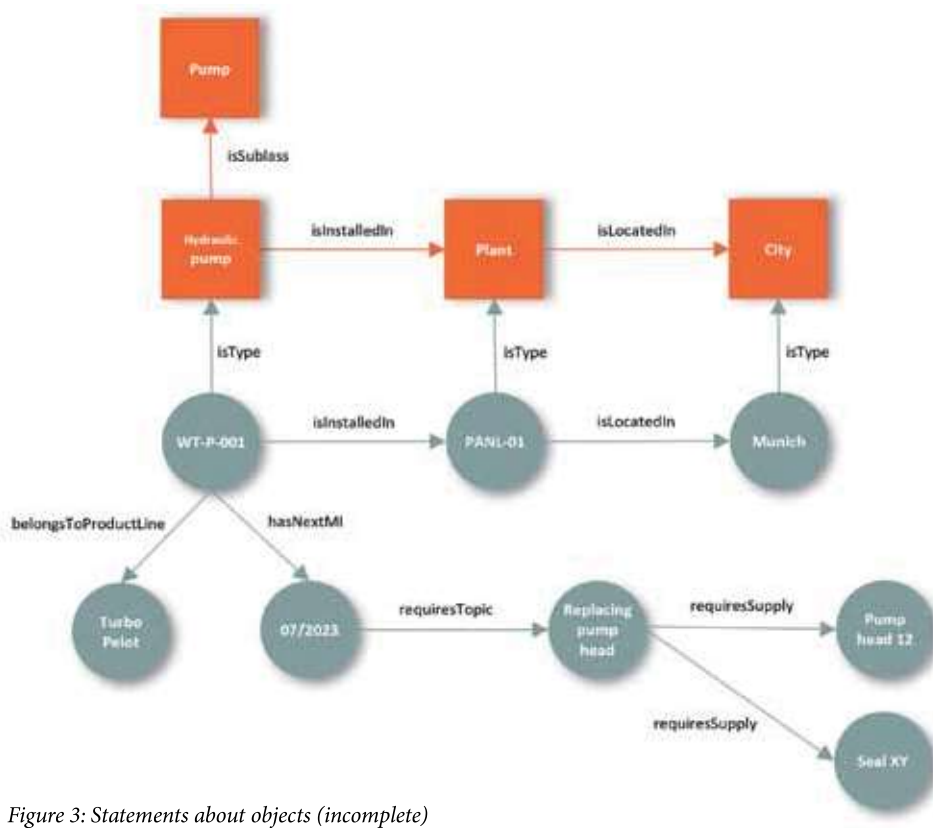 Pump
isSublass
Hydraulic
pump
isInstalledIn
Plant
isLocatedIn
City
isType
isType
isType
WT-P-001
isInstalledIn
PANL-01
isLocatedIn
Munich
belongsToProductLine
hasNextMI
Turbo
Pelot
07/2023
requiresTopic
Replacing
pump
head
requiresSupply
Pump
head 12
requiresSupply
Seal XY
Figure 3: Statements about objects (incomplete)